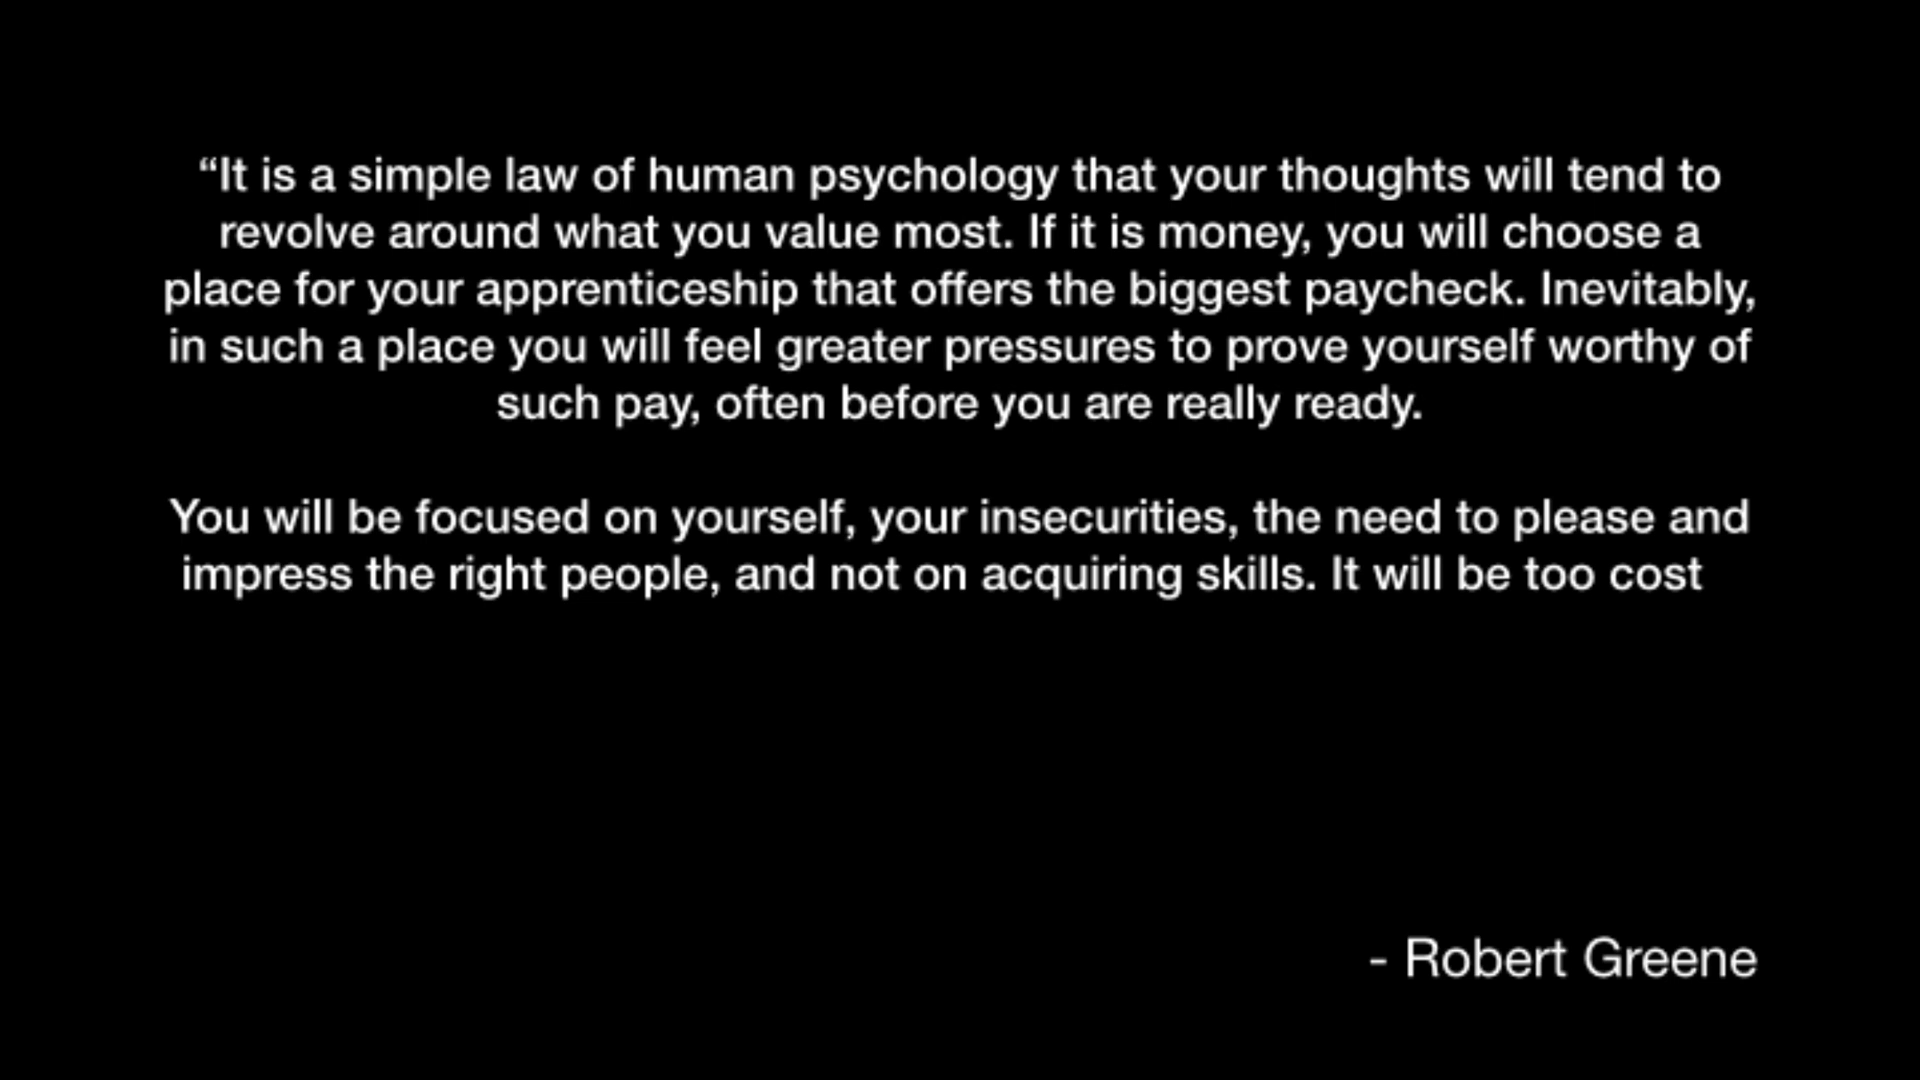 “It is a simple law of human psychology that your thoughts will tend to
revolve around what you value most. If it is money, you will choose a
place for your apprenticeship that offers the biggest paycheck. Inevitably,
in such a place you will feel greater pressures to prove yourself worthy of
such pay, often before you are really ready.
You will be focused on yourself, your insecurities, the need to please and
impress the right people, and not on acquiring skills. It will be too cost
- Robert Greene